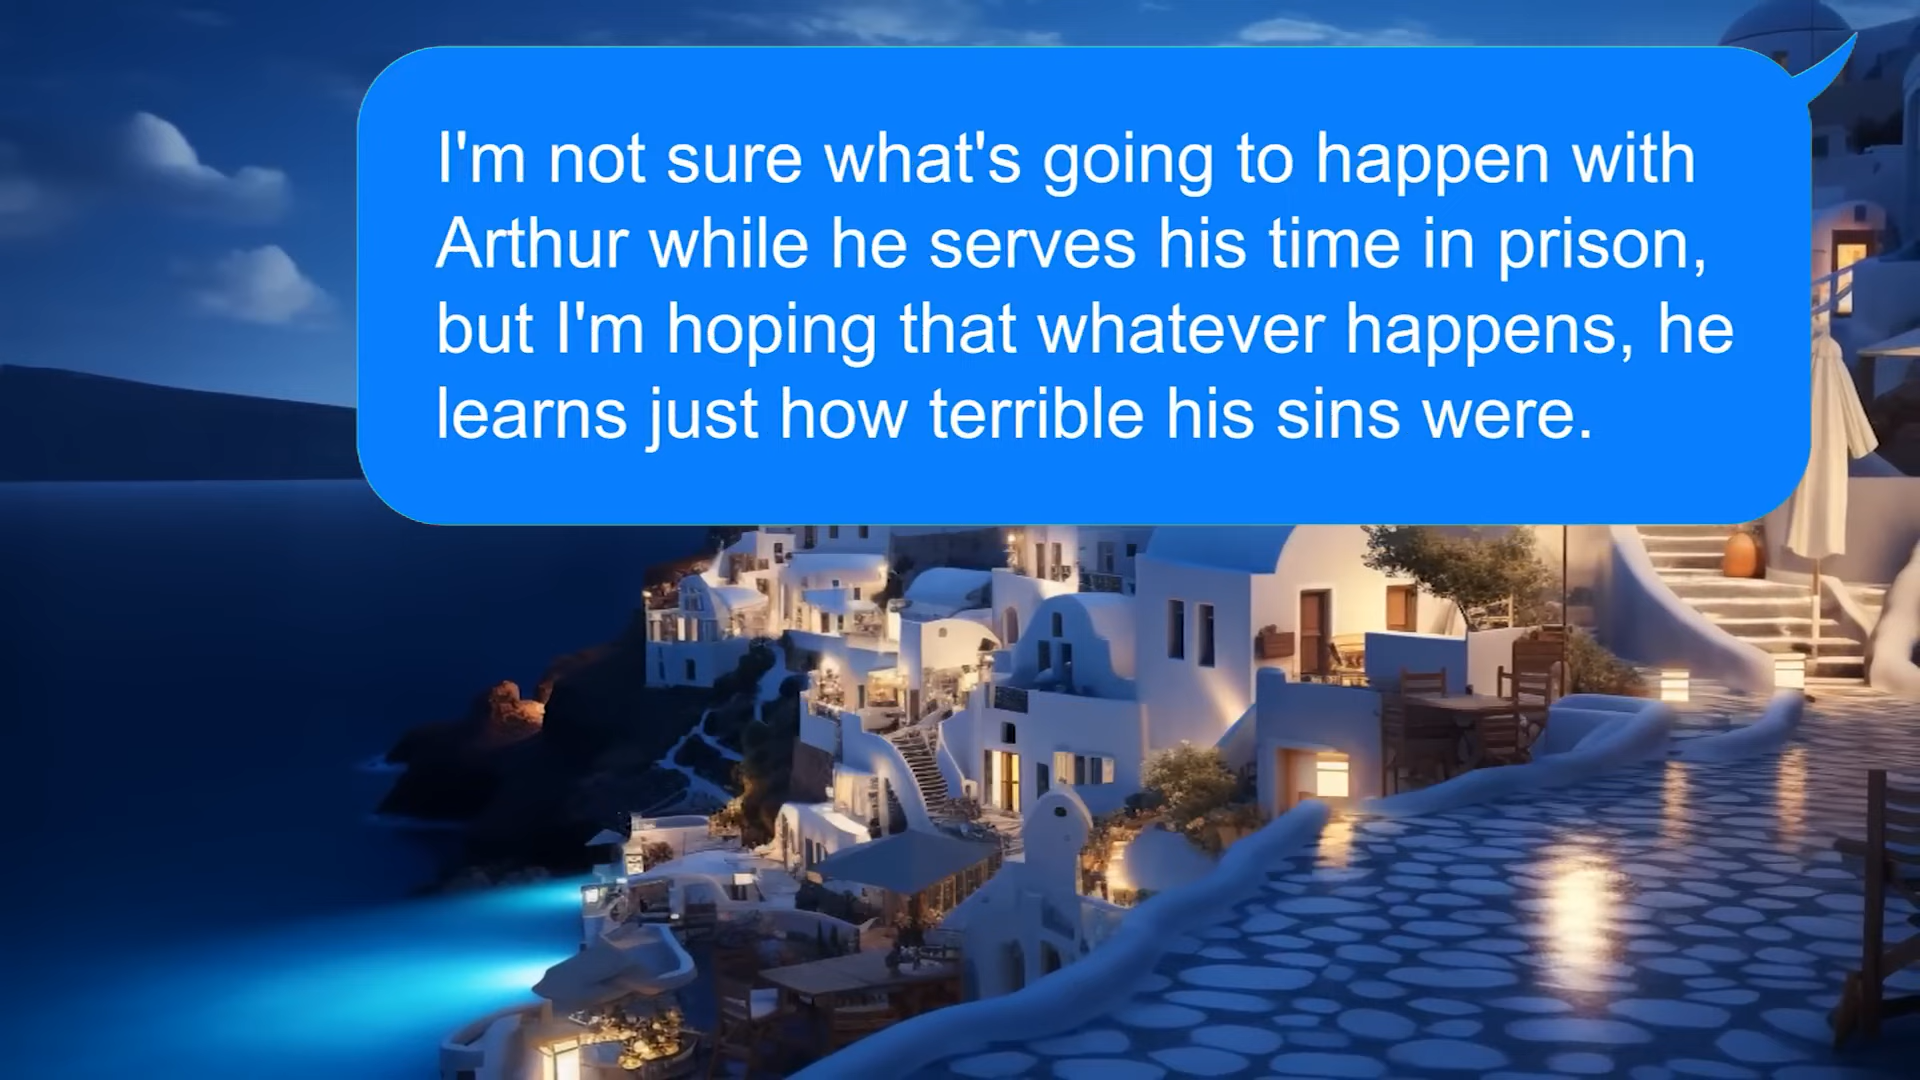 I'm not sure what's going to happen with
Arthur while he serves his time in prison,
but I'm hoping that whatever happens, he
learns just how terrible his sins were.